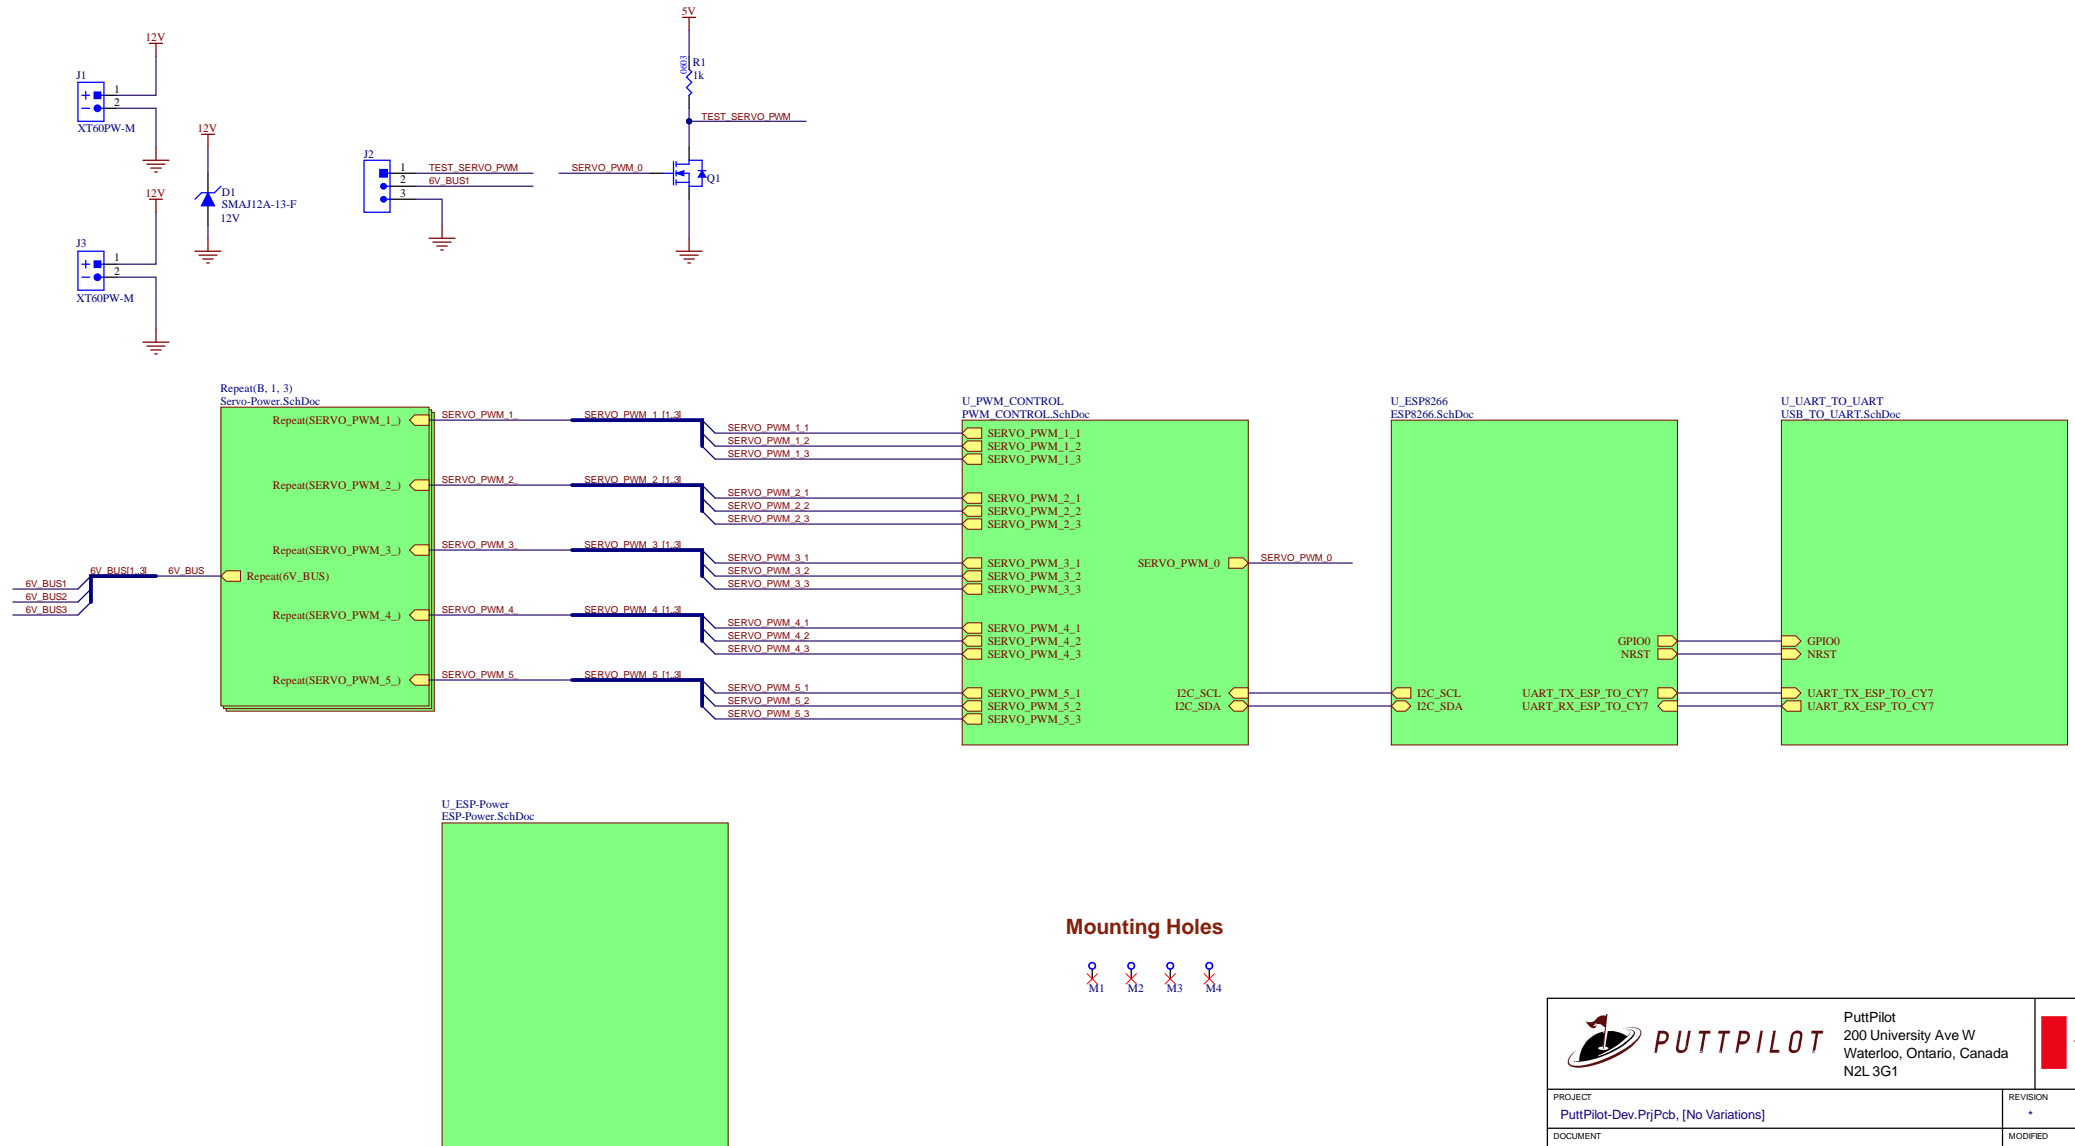 12V
J1
1
+
2
−
XT60PW-M
12V
J3
1
+
2
−
XT60PW-M
12V
D1
SMAJ12A-13-F
12V
J2
1
TEST_SERVO_PWM
2
6V_BUS1
3
5V
0603
R1
1k
TEST_SERVO_PWM
SERVO_PWM_0
Q1
Repeat(B, 1, 3)
Servo-Power.SchDoc
Repeat(SERVO_PWM_1_)
Repeat(SERVO_PWM_2_)
Repeat(SERVO_PWM_3_)
Repeat(6V_BUS)
Repeat(SERVO_PWM_4_)
Repeat(SERVO_PWM_5_)
6V_BUS[1..3]
6V_BUS
6V_BUS1
6V_BUS2
6V_BUS3
SERVO_PWM_1_
SERVO_PWM_1_[1..3]
SERVO_PWM_1_1
SERVO_PWM_1_2
SERVO_PWM_1_3
SERVO_PWM_2_
SERVO_PWM_2_[1..3]
SERVO_PWM_2_1
SERVO_PWM_2_2
SERVO_PWM_2_3
SERVO_PWM_3_
SERVO_PWM_3_[1..3]
SERVO_PWM_3_1
SERVO_PWM_3_2
SERVO_PWM_3_3
SERVO_PWM_4_
SERVO_PWM_4_[1..3]
SERVO_PWM_4_1
SERVO_PWM_4_2
SERVO_PWM_4_3
SERVO_PWM_5_
SERVO_PWM_5_[1..3]
SERVO_PWM_5_1
SERVO_PWM_5_2
SERVO_PWM_5_3
U_PWM_CONTROL
PWM_CONTROL.SchDoc
SERVO_PWM_1_1
SERVO_PWM_1_2
SERVO_PWM_1_3
SERVO_PWM_2_1
SERVO_PWM_2_2
SERVO_PWM_2_3
SERVO_PWM_3_1
SERVO_PWM_3_2
SERVO_PWM_3_3
SERVO_PWM_4_1
SERVO_PWM_4_2
SERVO_PWM_4_3
SERVO_PWM_5_1
SERVO_PWM_5_2
SERVO_PWM_5_3
SERVO_PWM_0
SERVO_PWM_0
I2C_SCL
I2C_SDA
U_ESP8266
ESP8266.SchDoc
GPIO0
NRST
I2C_SCL
I2C_SDA
UART_TX_ESP_TO_CY7
UART_RX_ESP_TO_CY7
U_UART_TO_UART
USB_TO_UART.SchDoc
GPIO0
NRST
UART_TX_ESP_TO_CY7
UART_RX_ESP_TO_CY7
U_ESP-Power
ESP-Power.SchDoc
Mounting Holes
M1
M2
M3
M4
PUTTPILOT
PuttPilot
200 University Ave W
Waterloo, Ontario, Canada
N2L 3G1
PROJECT
PuttPilot-Dev.PrjPcb, [No Variations]
REVISION
*
DOCUMENT
MODIFIED